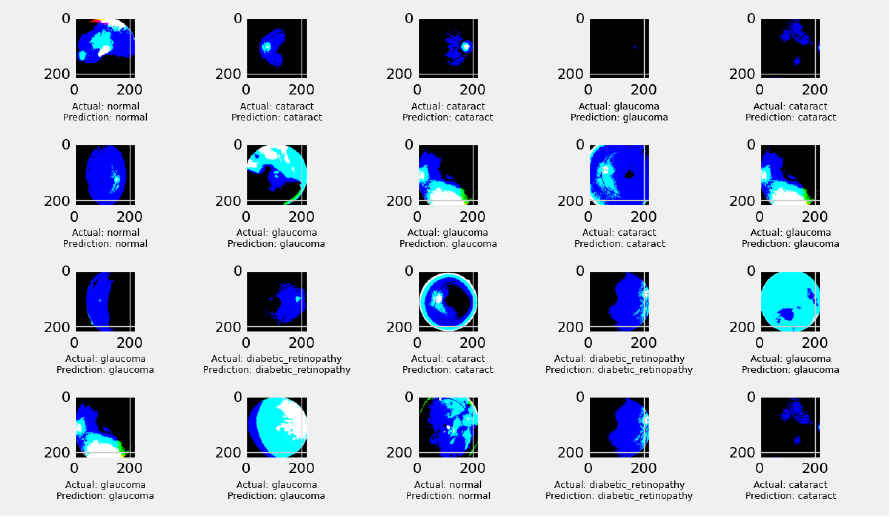 0 0 0 0 0
200 200 200 200 200
0 200 0 200 0 200 0 200 0 200
Actual: normal Actual: cataract Actual: cataract Actual: glaucoma Actual: cataract
Prediction: normal Prediction: cataract Prediction: cataract Prediction: glaucoma Prediction: cataract
0 0 0 0 0
200 200 200 200 200
0 200 0 200 0 200 0 200 0 200
Actual: normal Actual: glaucoma Actual: glaucoma Actual: cataract Actual: glaucoma
Prediction: normal Prediction: glaucoma Prediction: glaucoma Prediction: cataract Prediction: glaucoma
0 0 0 0 0
200 200 200 200 200
0 200 0 200 0 200 0 200 0 200
Actual: glaucoma Actual: diabetic_retinopathy Actual: cataract Actual: diabetic_retinopathy Actual: glaucoma
Prediction: glaucoma Prediction: diabetic_retinopathy Prediction: cataract Prediction: diabetic_retinopathy Prediction: glaucoma
0 0 0 0 0
200 200 200 200 200
0 200 0 200 0 200 0 200 0 200
Actual: glaucoma Actual: glaucoma Actual: normal Actual: diabetic_retinopathy Actual: cataract
Prediction: glaucoma Prediction: glaucoma Prediction: normal Prediction: diabetic_retinopathy Prediction: cataract